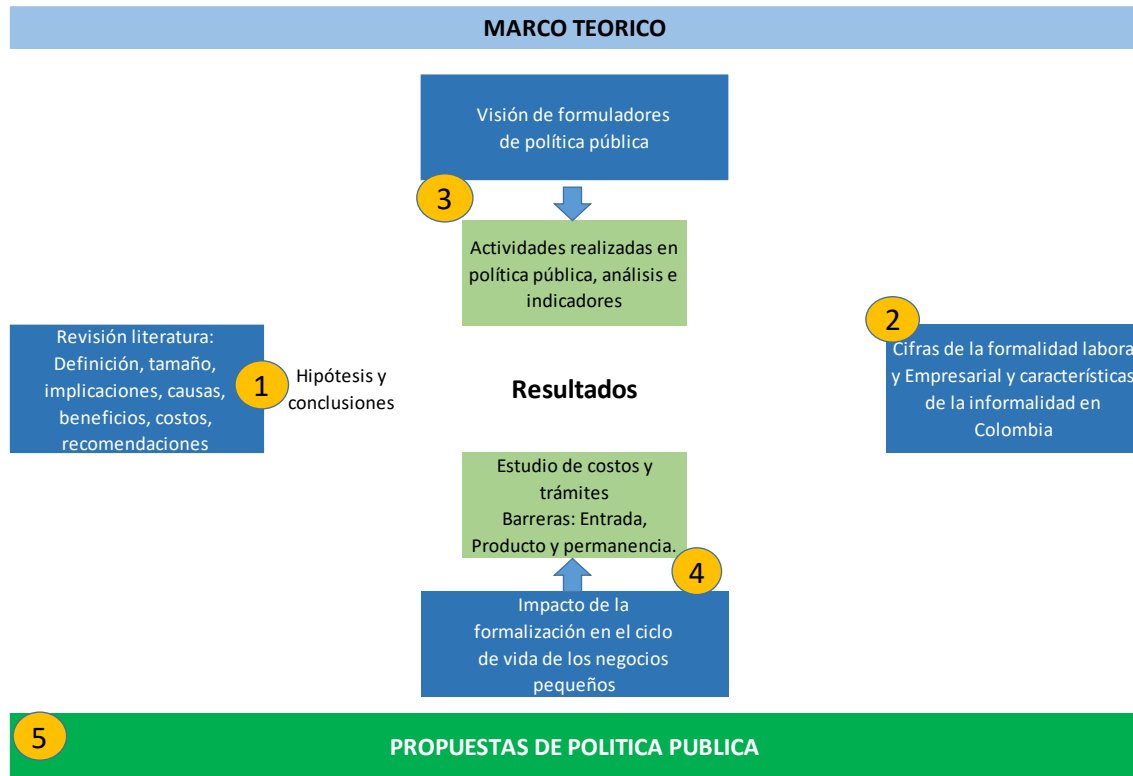 MARCO TEORICO
Visión de formuladores
de política pública
3
Actividades realizadas en
política pública, análisis e
indicadores
Revisión literatura:
Definición, tamaño,
implicaciones, causas,
beneficios, costos,
recomendaciones
1
Hipótesis y
conclusiones
Resultados
2
Cifras de la formalidad labora
y Empresarial y características
de la informalidad en
Colombia
Estudio de costos y
trámites
Barreras: Entrada,
Producto y permanencia.
4
Impacto de la
formalización en el ciclo
de vida de los negocios
pequeños
5
PROPUESTAS DE POLITICA PUBLICA